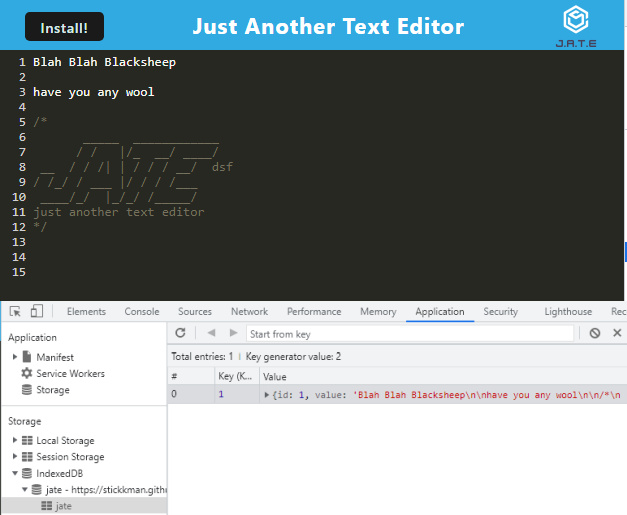 Install!
Just Another Text Editor
J.A.T.E
1 Blah Blah Blacksheep
2
3 have you any wool
4
5 /*
6      _____  ____________
7     / /   |/_  __/ ____/
8  __  / / /| | / / / __/  dsf
9 / /_/ / ___ |/ / / /___
10 ____/_/  |_/_/ /_____/
11 just another text editor
12 */
13
14
15
Elements Console Sources Network Performance Memory Application Security Lighthouse Rec
Application
Manifest
Service Workers
Storage
Storage
Local Storage
Session Storage
IndexedDB
jate - https://stickkman.githu
jate
Start from key
Total entries: 1 Key generator value: 2
# Key (K... Value
0 1 {id: 1, value: 'Blah Blah Blacksheep\n\nhave you any wool\n\n/*\n